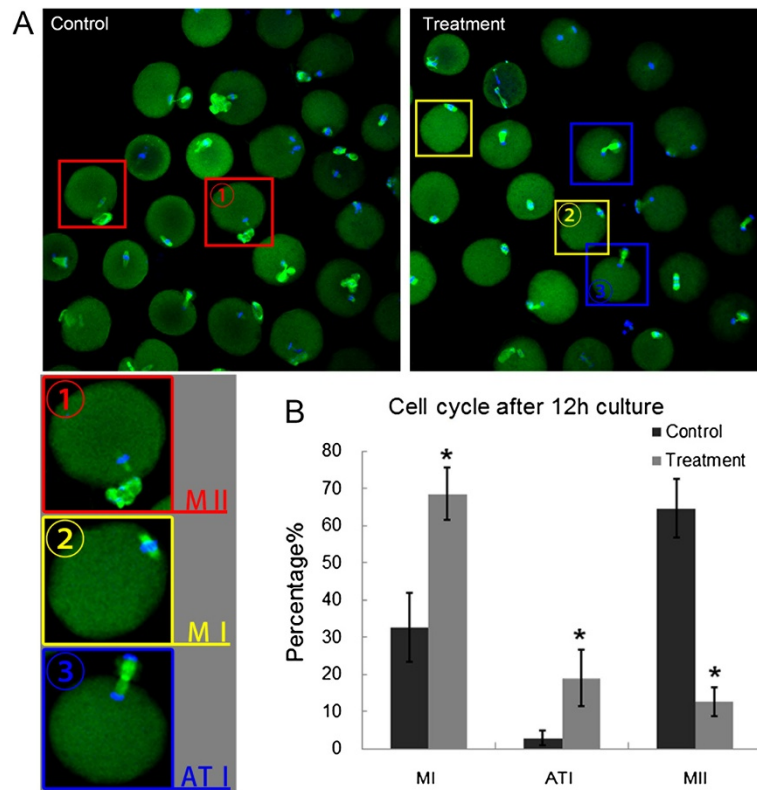 A
Control
Treatment
1
2
3
1
M II
2
M I
3
AT I
B
Cell cycle after 12h culture
Control
Treatment
Percentage%
80
70
60
50
40
30
20
10
0
*
*
*
MI
ATI
MII